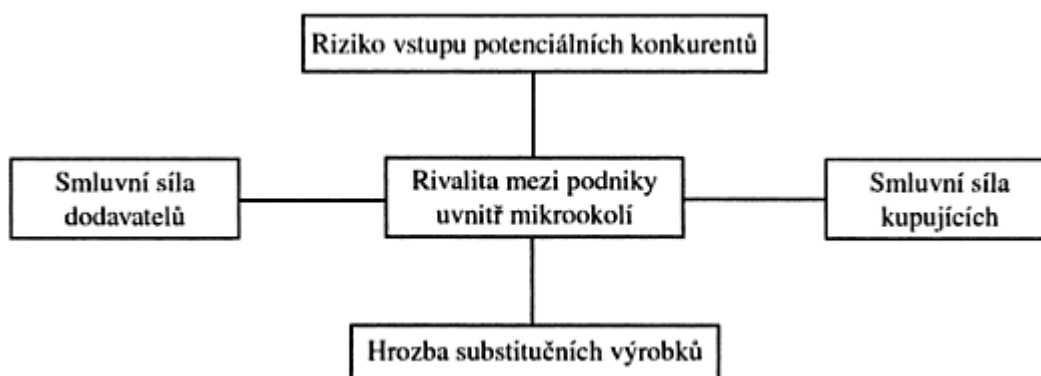 Riziko vstupu potenciálních konkurentů
Smluvní síla
dodavatelů
Rivalita mezi podniky
uvnitř mikrookolí
Smluvní síla
kupujících
Hrozba substitučních výrobků